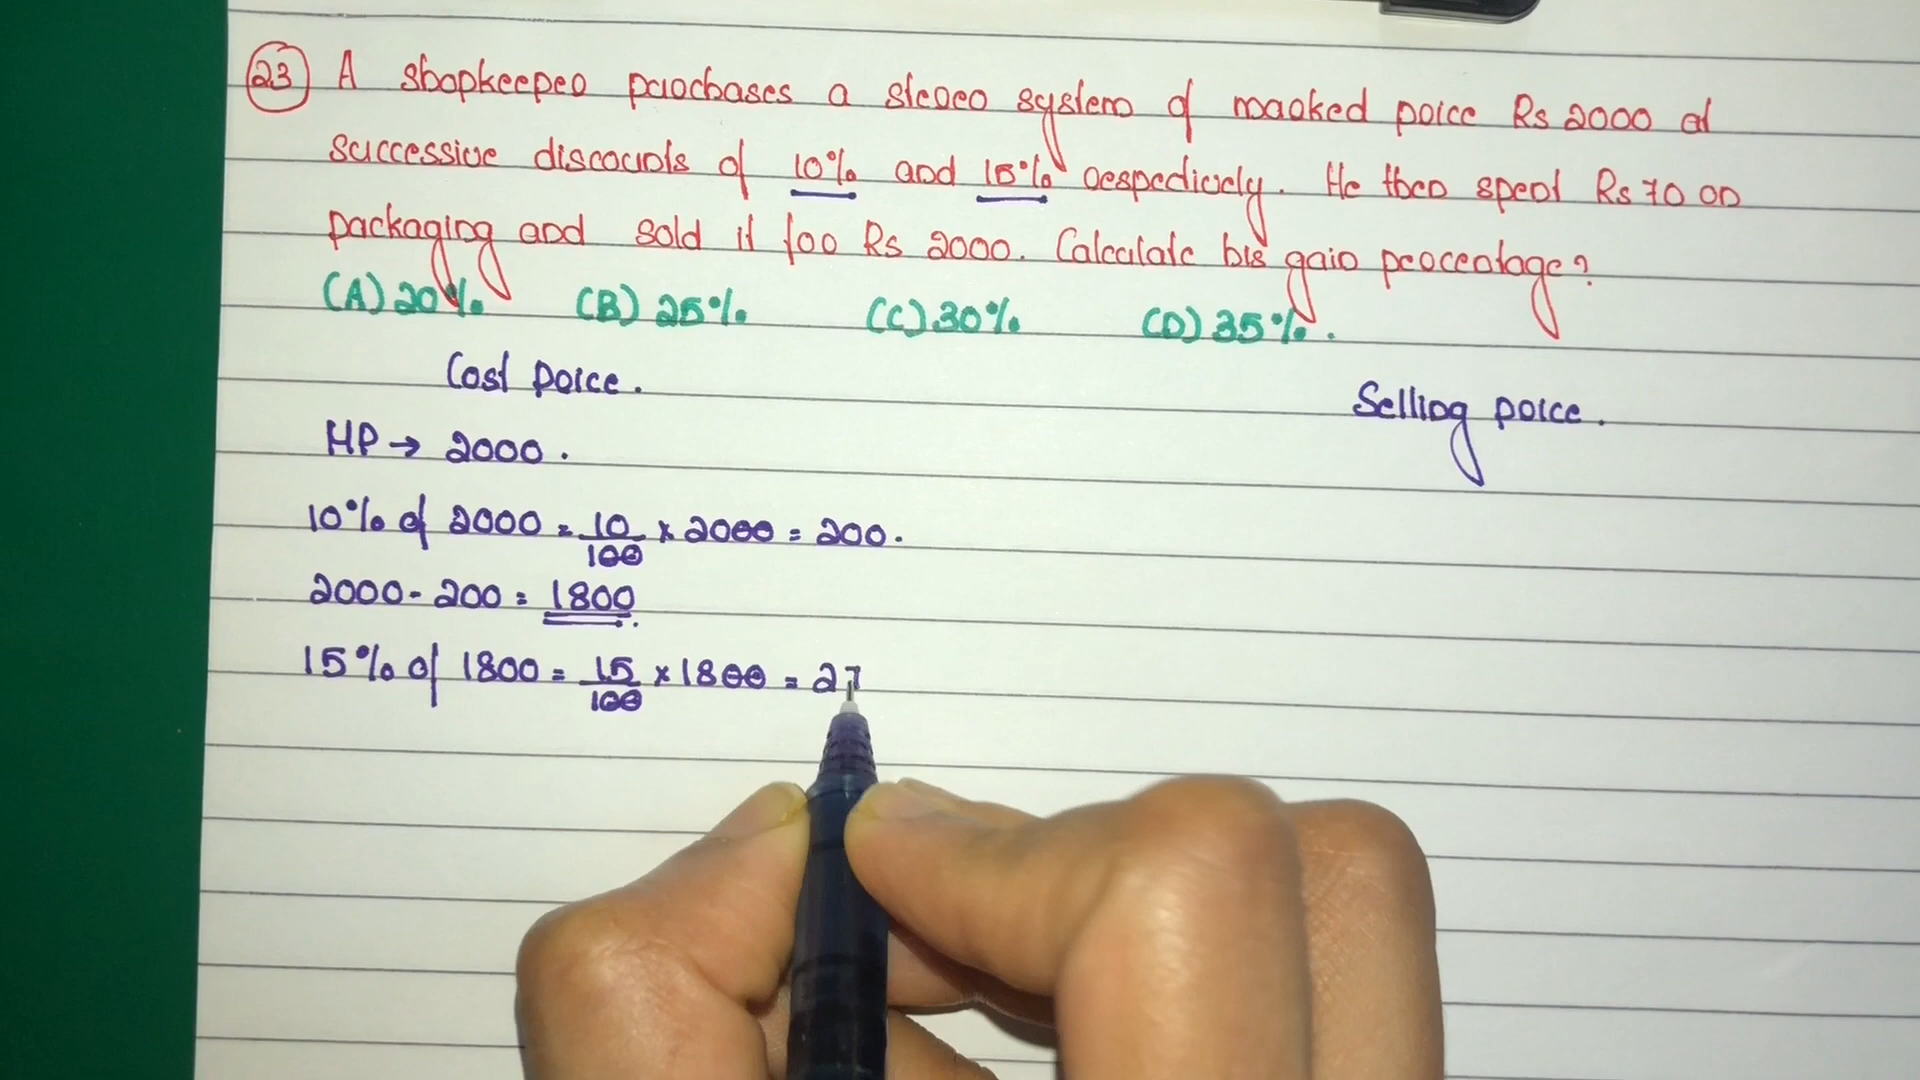 23 A shopkeeper purchases a stereo system of marked price Rs 2000 at
successive discounts of 10% and 15% respectively. He then spent Rs 70 on
packaging and sold it for Rs 2000. Calculate his gain percentage?
(A) 20% (B) 25% (C) 30% (D) 35%.
Cost price. Selling price.
MP → 2000.
10% of 2000 = 10/100 × 2000 = 200.
2000 - 200 = 1800.
15% of 1800 = 15/100 × 1800 = 27